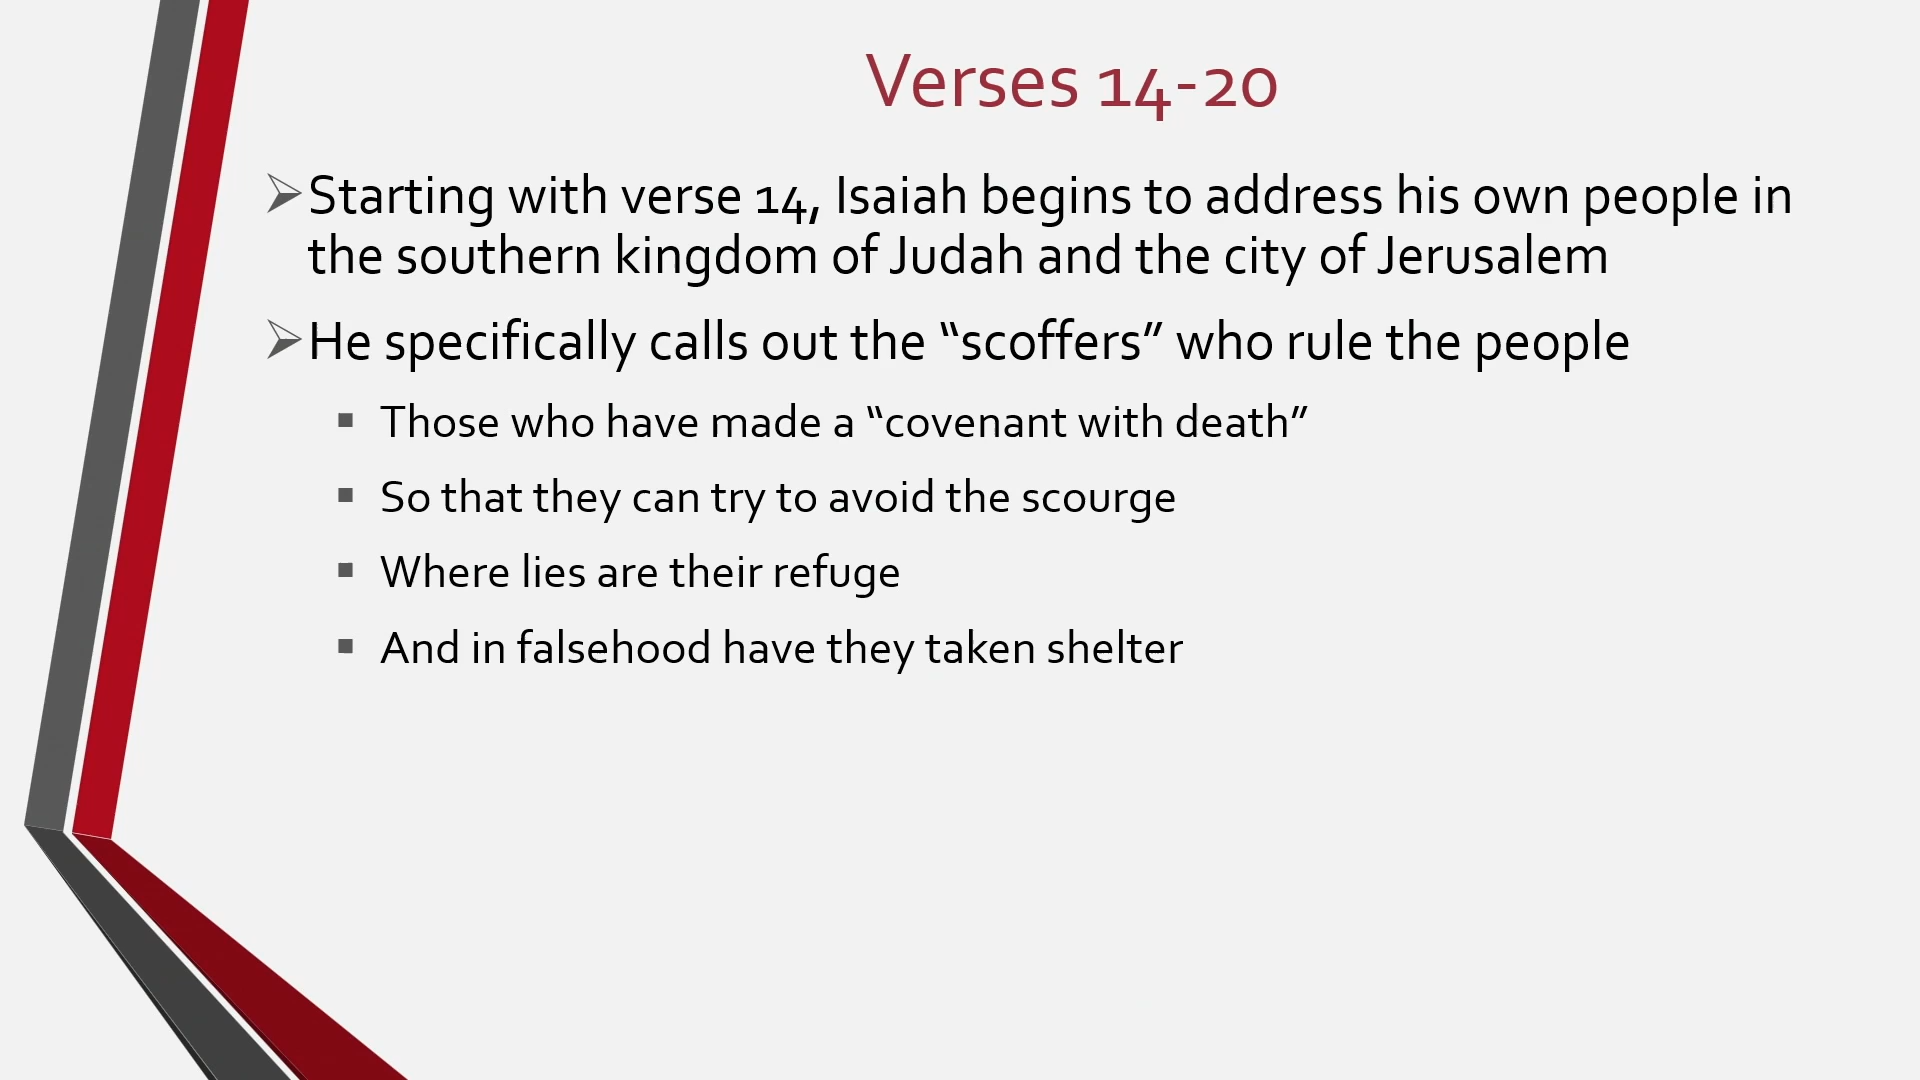 Verses 14-20
Starting with verse 14, Isaiah begins to address his own people in
the southern kingdom of Judah and the city of Jerusalem
He specifically calls out the “scoffers” who rule the people
Those who have made a “covenant with death”
So that they can try to avoid the scourge
Where lies are their refuge
And in falsehood have they taken shelter